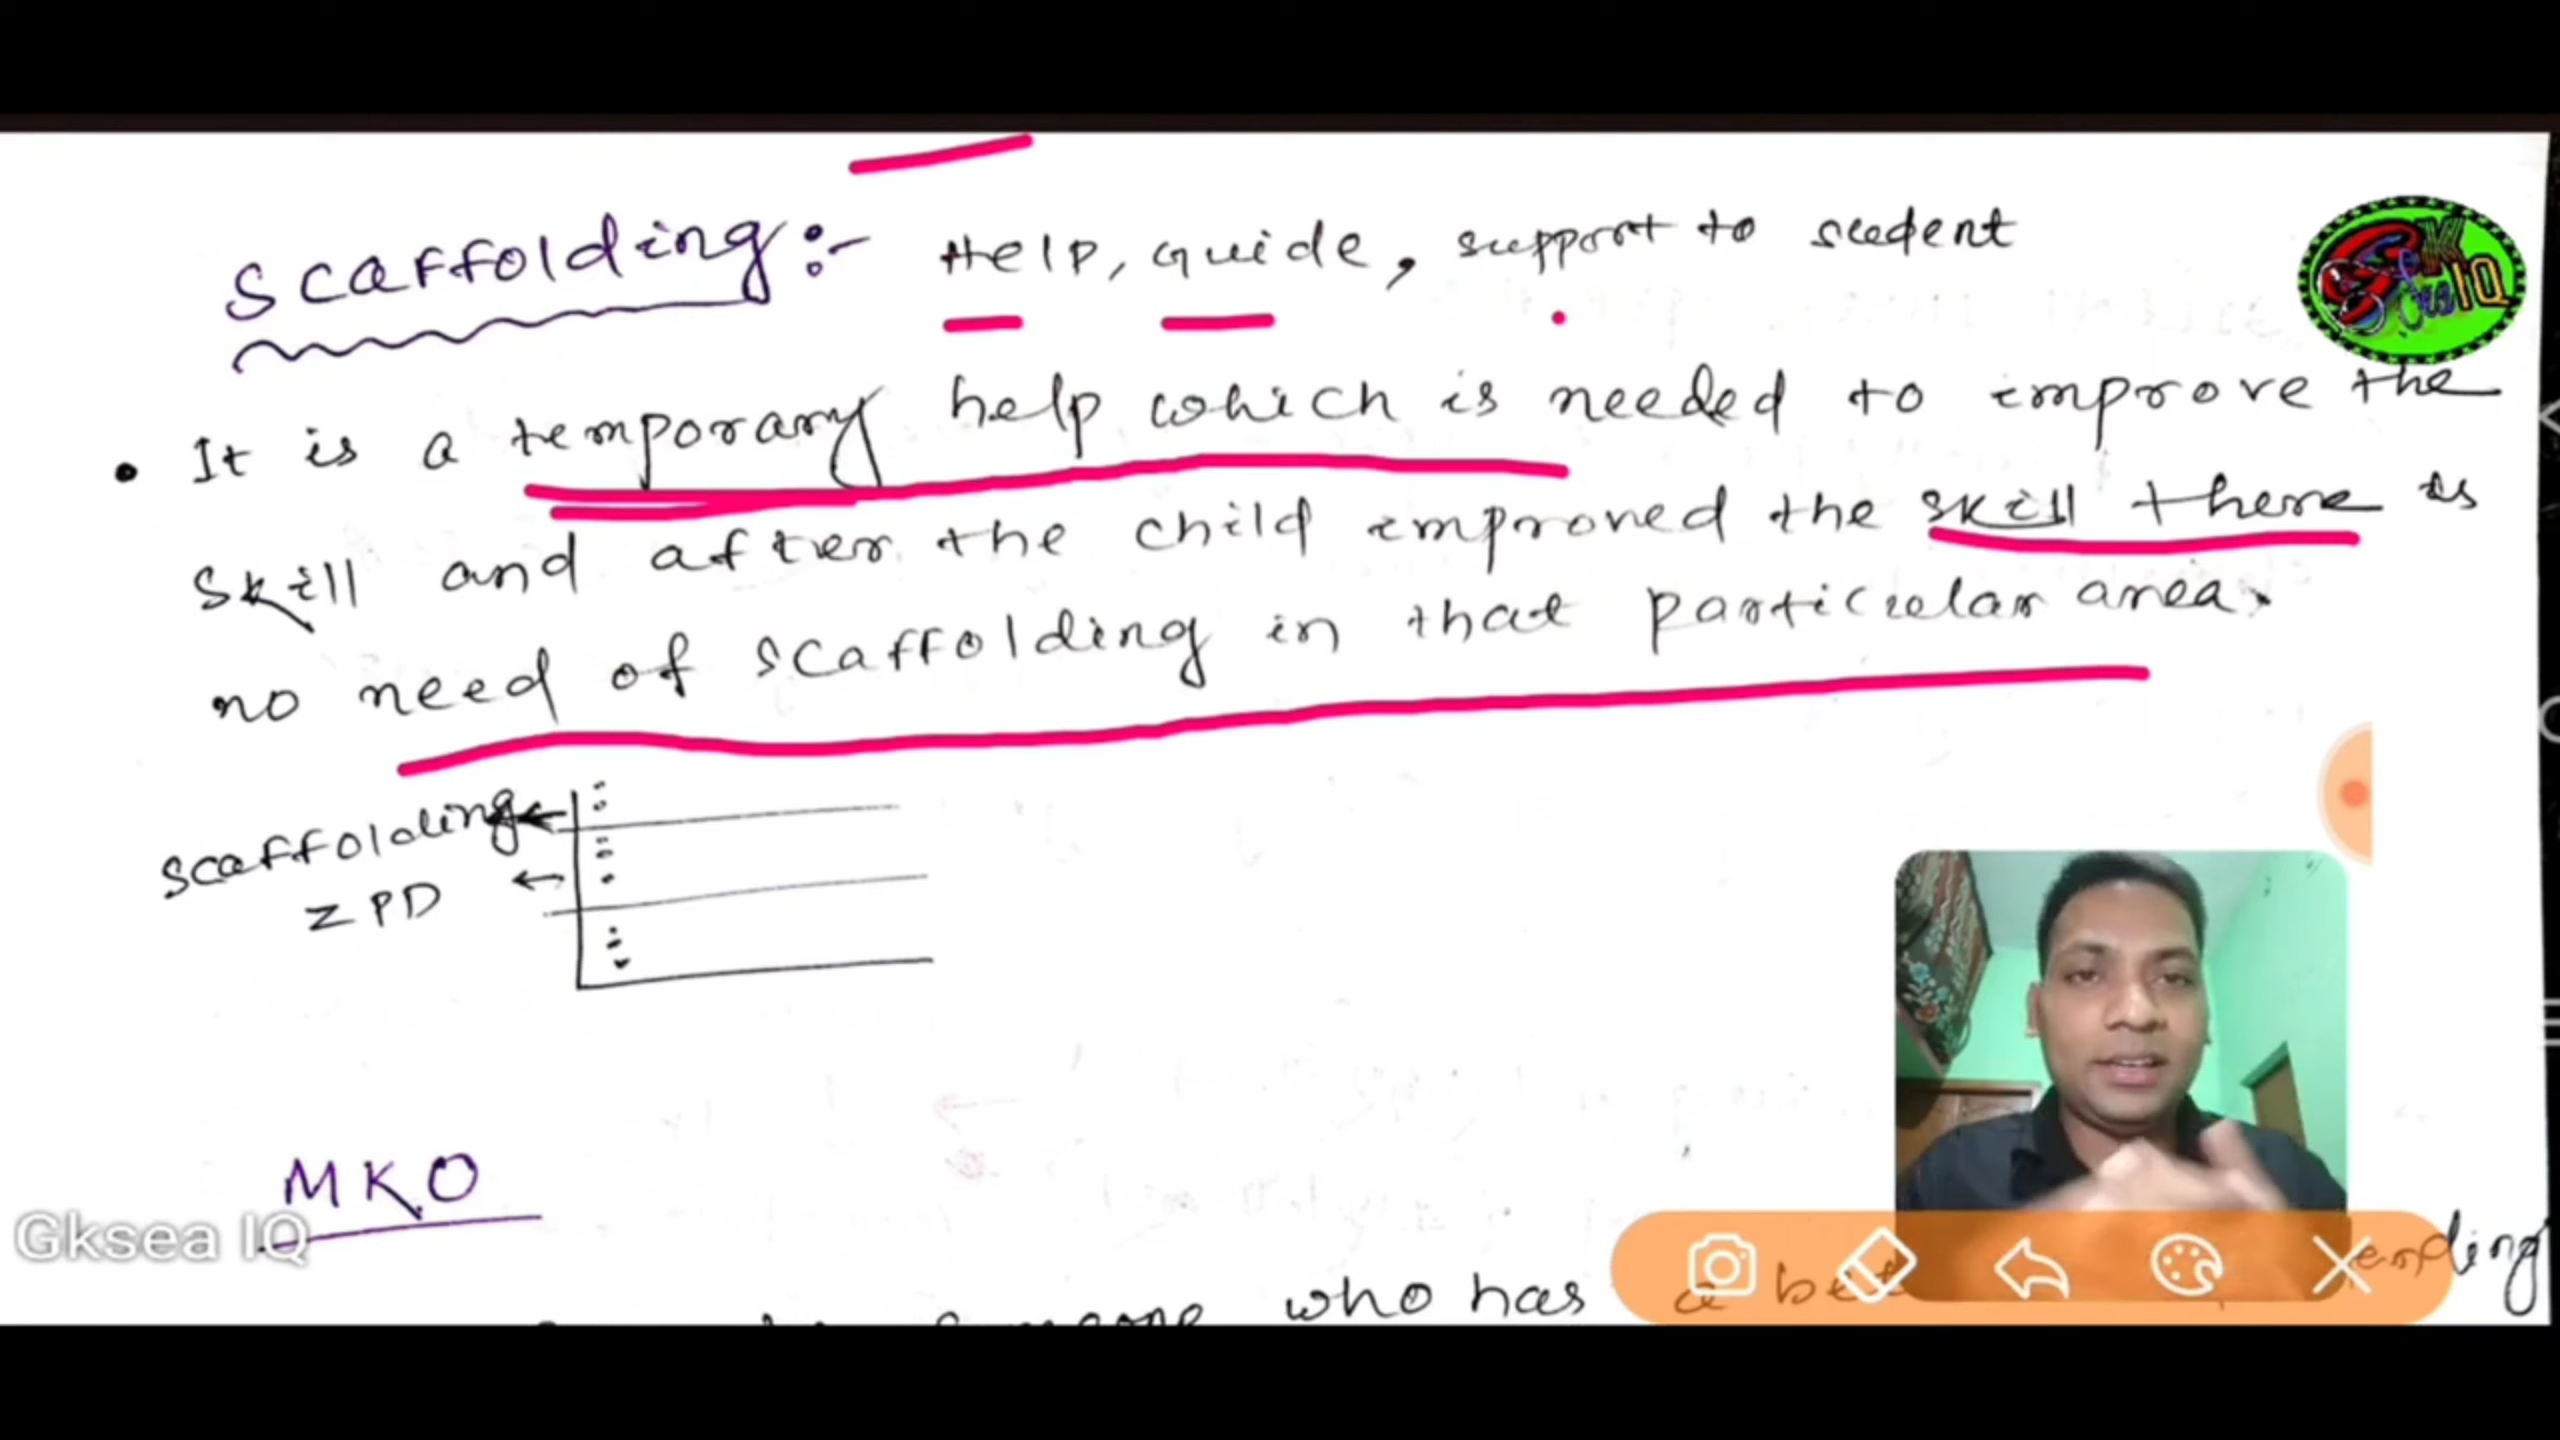 Scaffolding:- Help, Guide, support to student
• It is a temporary help which is needed to improve the
skill and after the child improved the skill there is
no need of scaffolding in that particular area.
scaffolding ←
ZPD ←
MKO
Gksea IQ
who has a